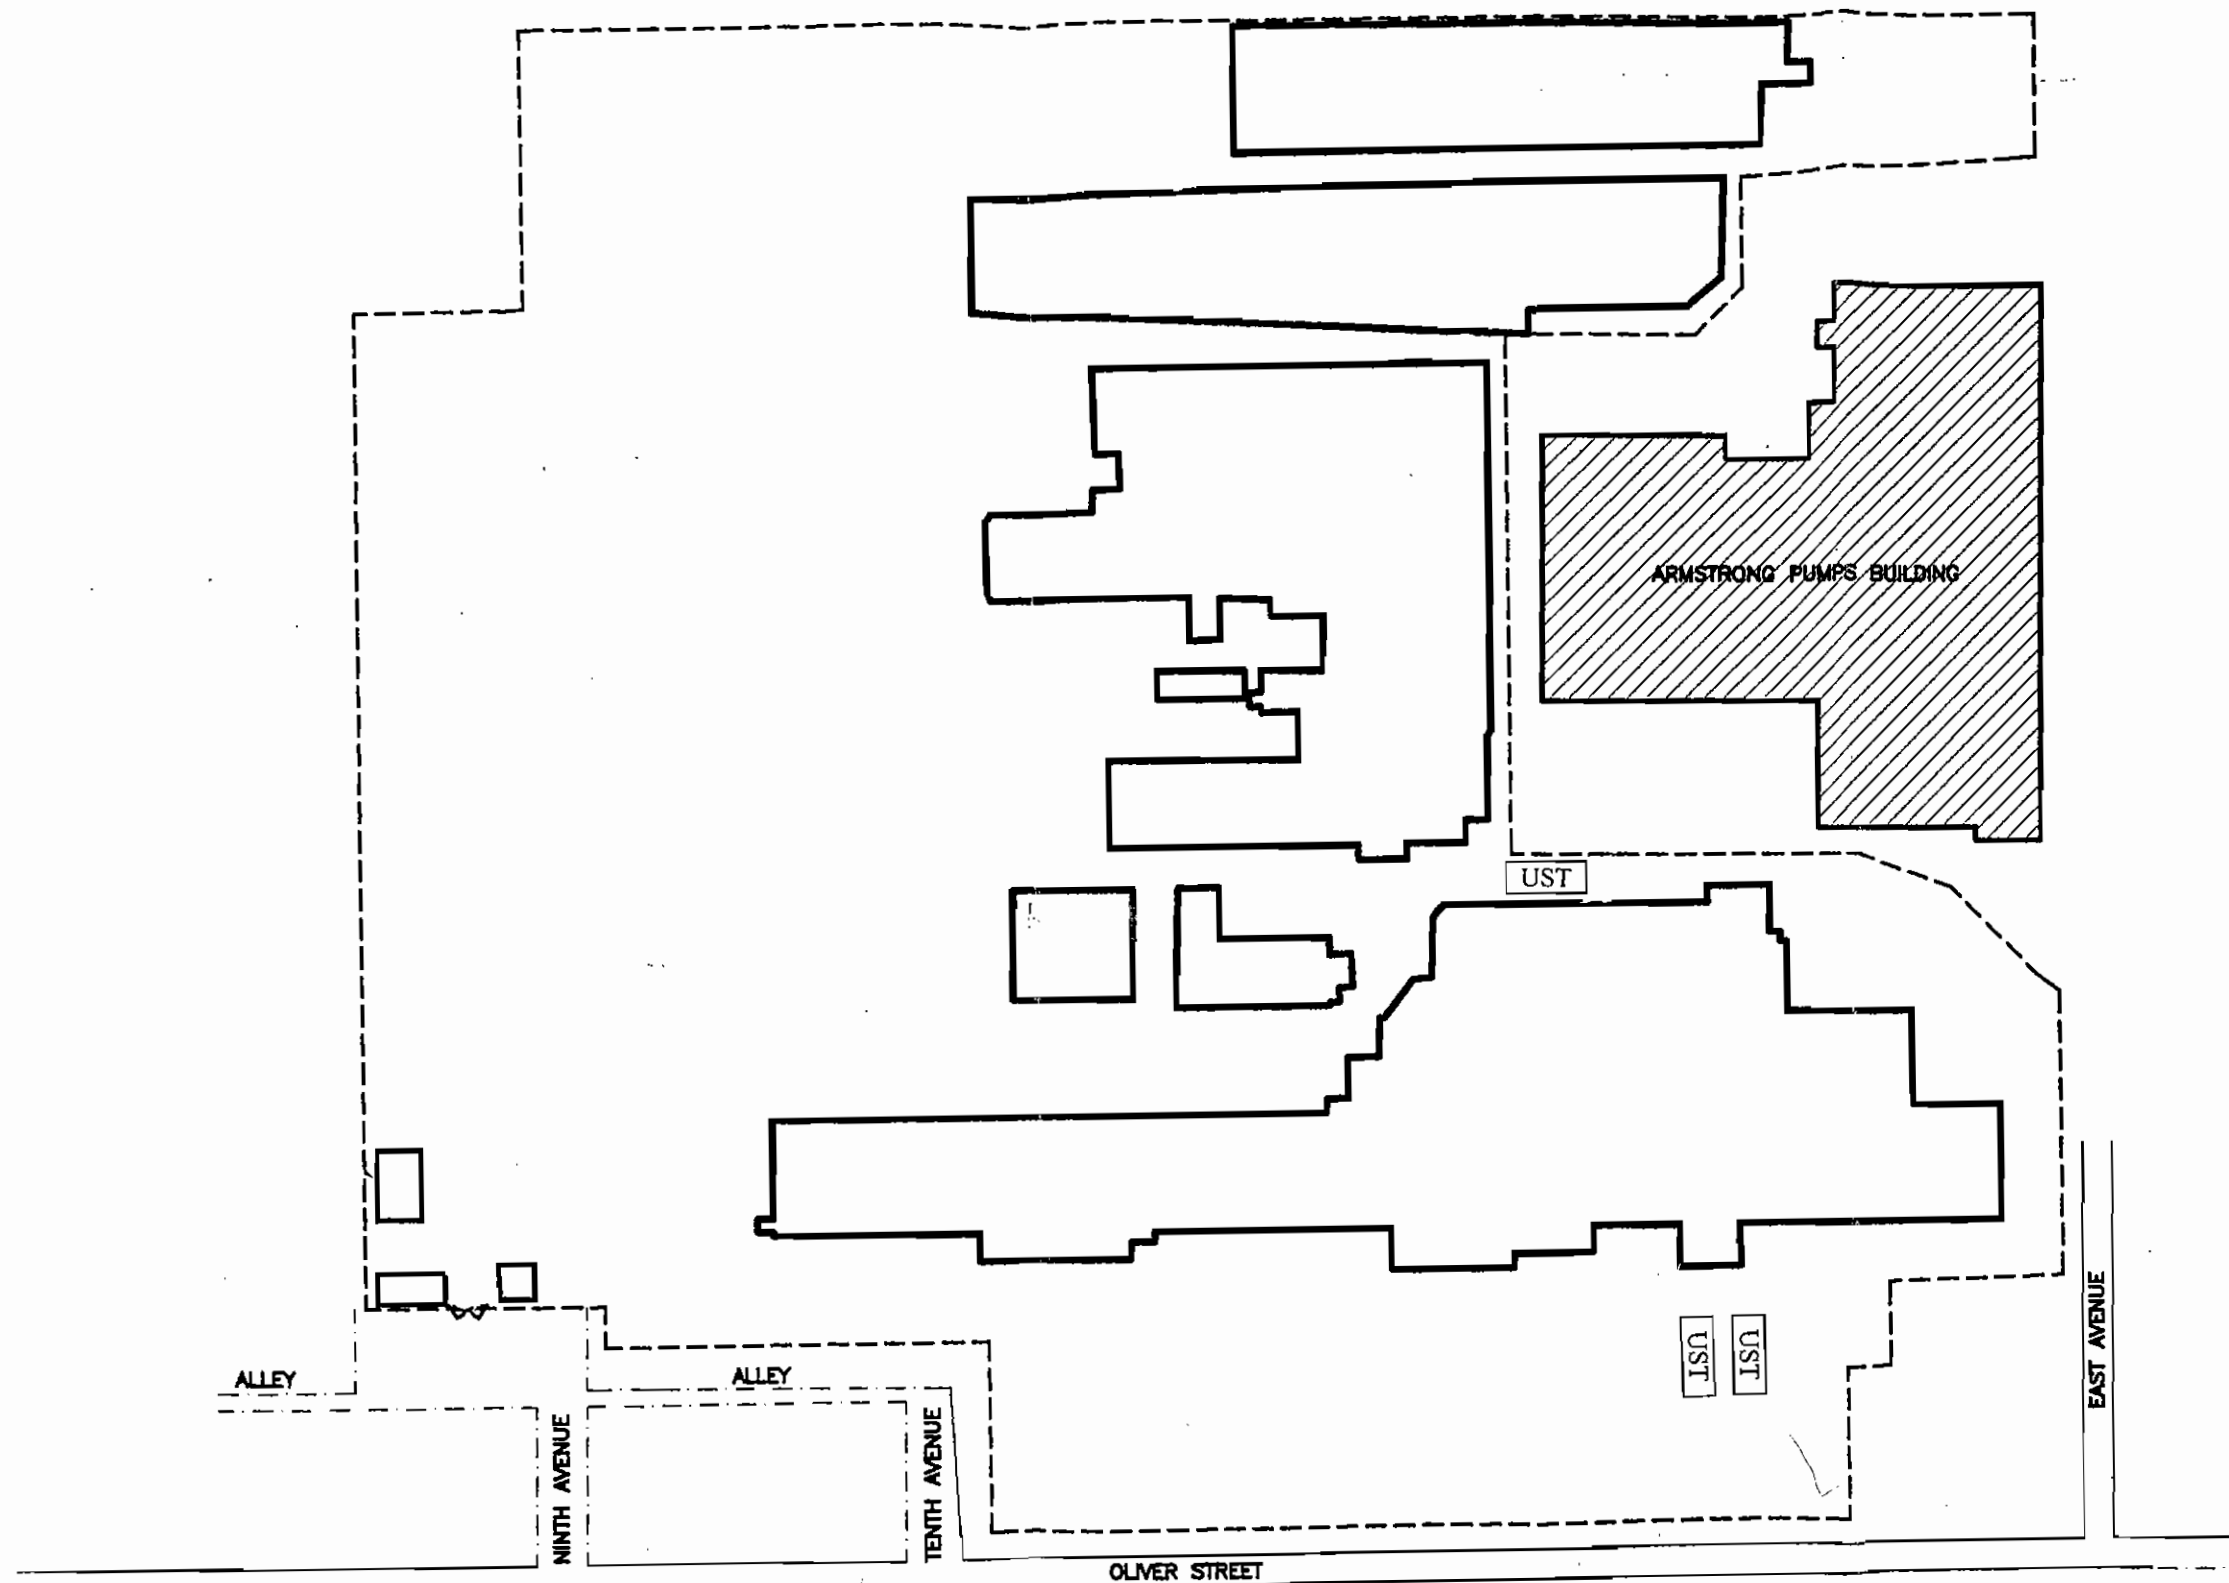 ARMSTRONG PUMPS BUILDING
UST
UST
UST
EAST AVENUE
ALLEY
ALLEY
NINTH AVENUE
TENTH AVENUE
OLIVER STREET